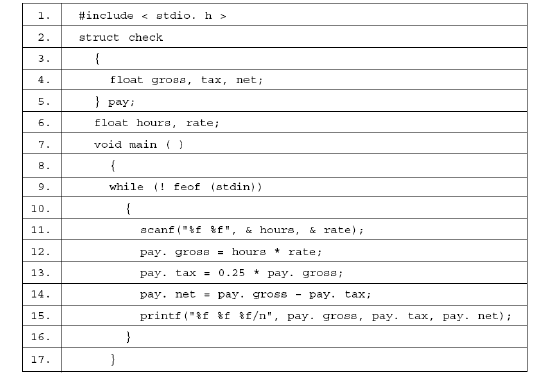 1. #include < stdio. h >
2. struct check
3. {
4. float gross, tax, net;
5. } pay;
6. float hours, rate;
7. void main ( )
8. {
9. while (! feof (stdin))
10. {
11. scanf("%f %f", & hours, & rate);
12. pay. gross = hours * rate;
13. pay. tax = 0.25 * pay. gross;
14. pay. net = pay. gross - pay. tax;
15. printf("%f %f %f/n", pay. gross, pay. tax, pay. net);
16. }
17. }